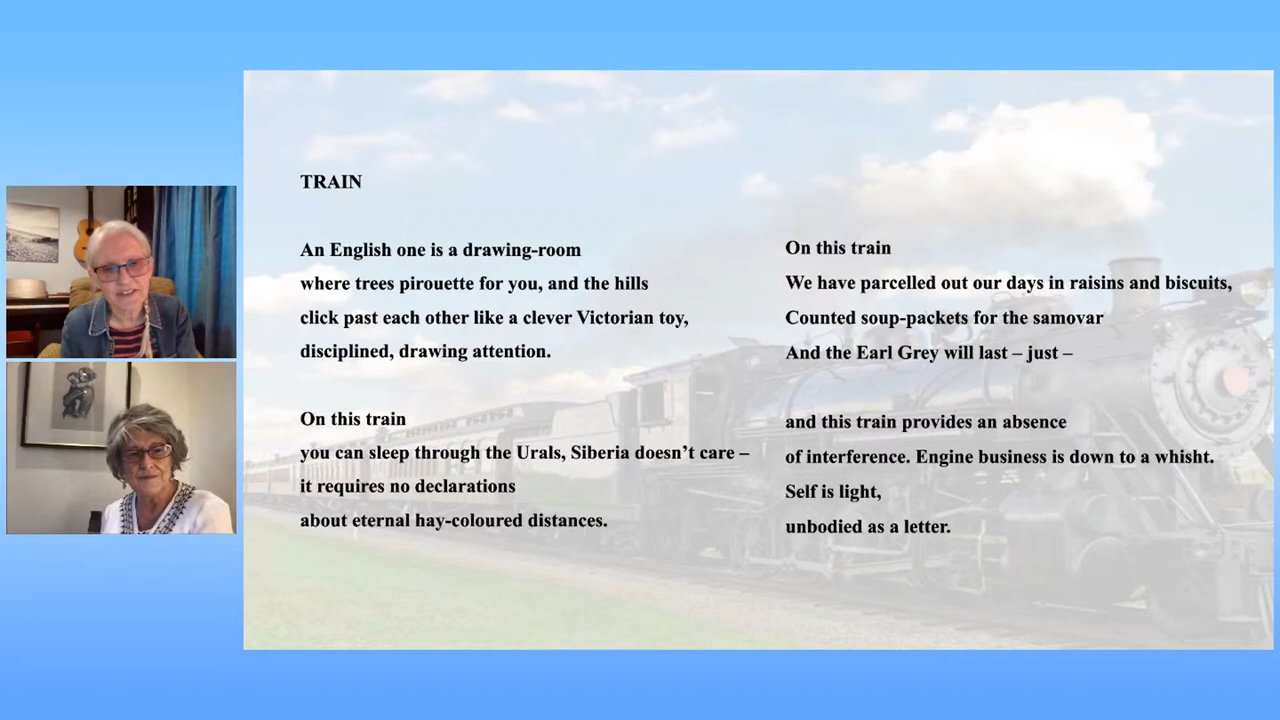 TRAIN
An English one is a drawing-room
where trees pirouette for you, and the hills
click past each other like a clever Victorian toy,
disciplined, drawing attention.
On this train
you can sleep through the Urals, Siberia doesn’t care –
it requires no declarations
about eternal hay-coloured distances.
On this train
We have parcelled out our days in raisins and biscuits,
Counted soup-packets for the samovar
And the Earl Grey will last – just –
and this train provides an absence
of interference. Engine business is down to a whisht.
Self is light,
unbodied as a letter.